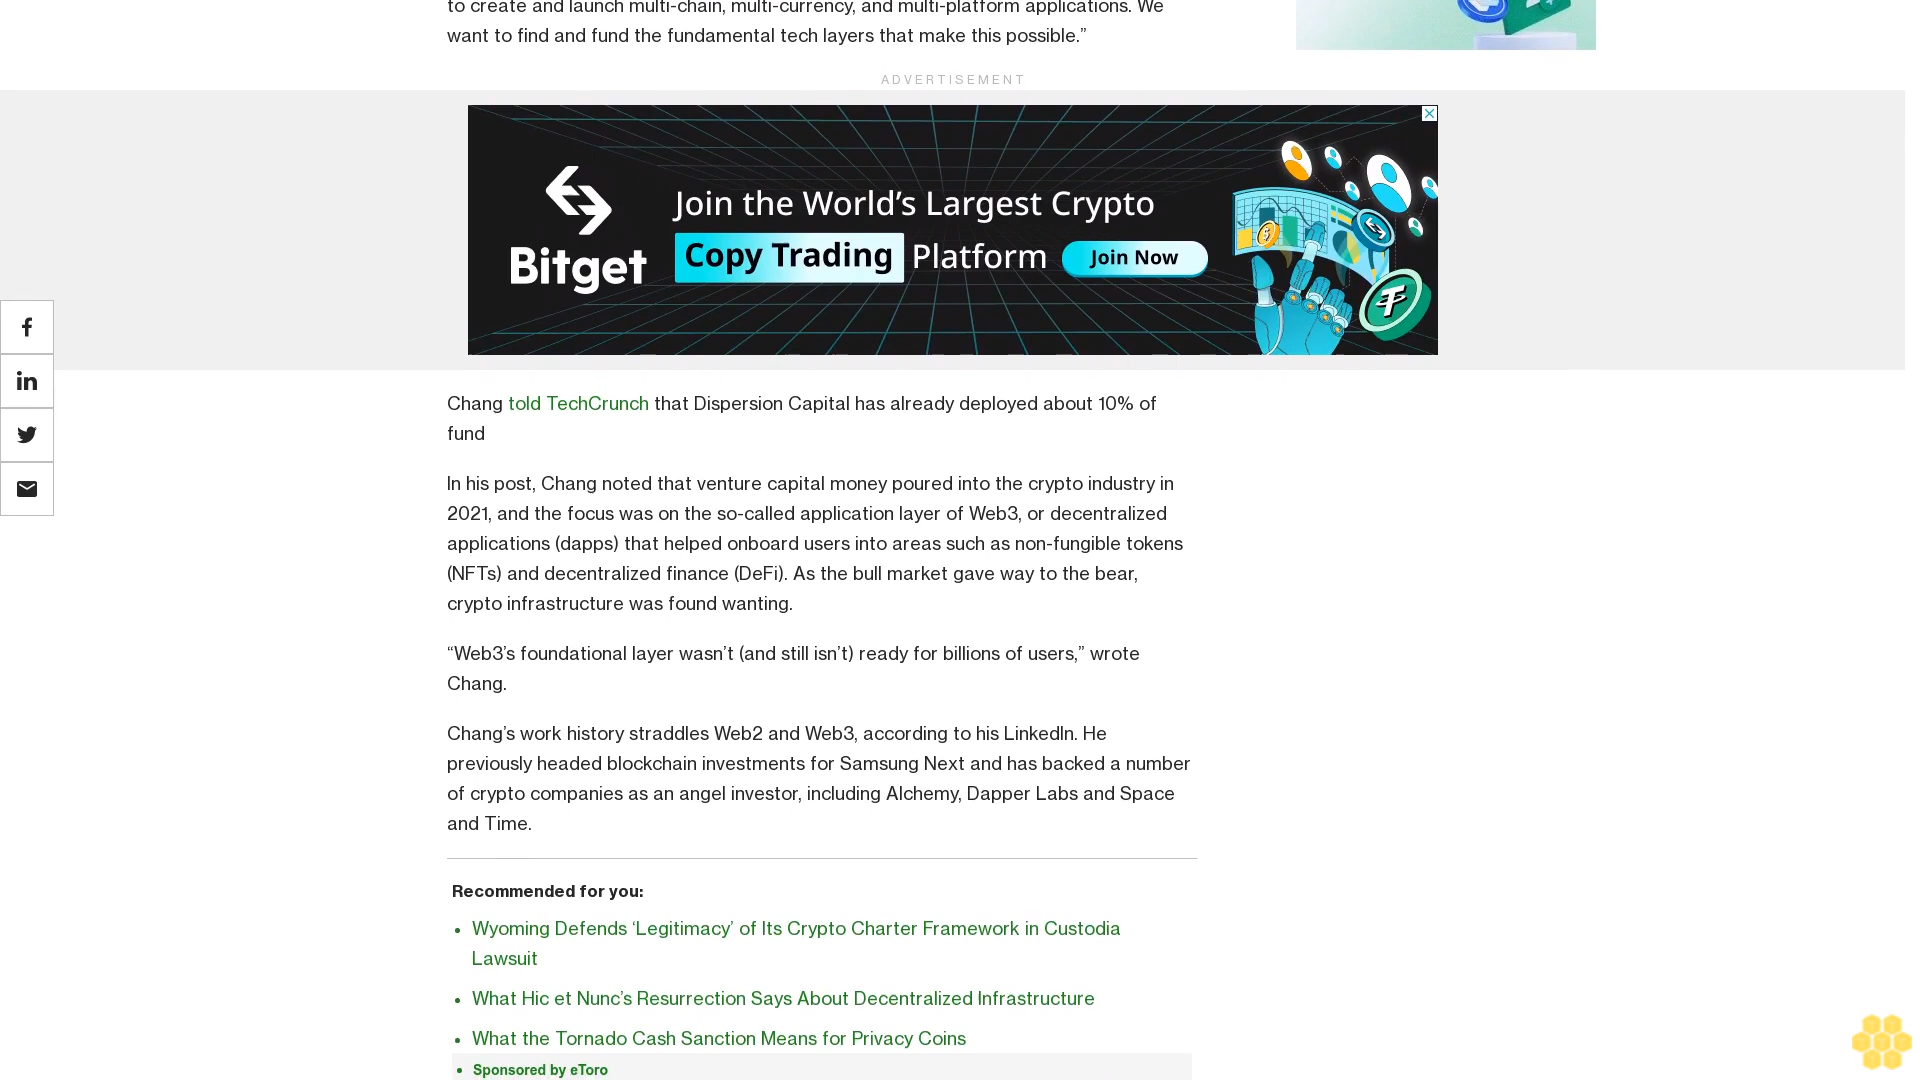 to create and launch multi-chain, multi-currency, and multi-platform applications. We
want to find and fund the fundamental tech layers that make this possible.”
ADVERTISEMENT
Bitget
Join the World’s Largest Crypto
Copy Trading Platform Join Now
Chang told TechCrunch that Dispersion Capital has already deployed about 10% of
fund
In his post, Chang noted that venture capital money poured into the crypto industry in
2021, and the focus was on the so-called application layer of Web3, or decentralized
applications (dapps) that helped onboard users into areas such as non-fungible tokens
(NFTs) and decentralized finance (DeFi). As the bull market gave way to the bear,
crypto infrastructure was found wanting.
“Web3’s foundational layer wasn’t (and still isn’t) ready for billions of users,” wrote
Chang.
Chang’s work history straddles Web2 and Web3, according to his LinkedIn. He
previously headed blockchain investments for Samsung Next and has backed a number
of crypto companies as an angel investor, including Alchemy, Dapper Labs and Space
and Time.
Recommended for you:
• Wyoming Defends ‘Legitimacy’ of Its Crypto Charter Framework in Custodia
Lawsuit
• What Hic et Nunc’s Resurrection Says About Decentralized Infrastructure
• What the Tornado Cash Sanction Means for Privacy Coins
• Sponsored by eToro